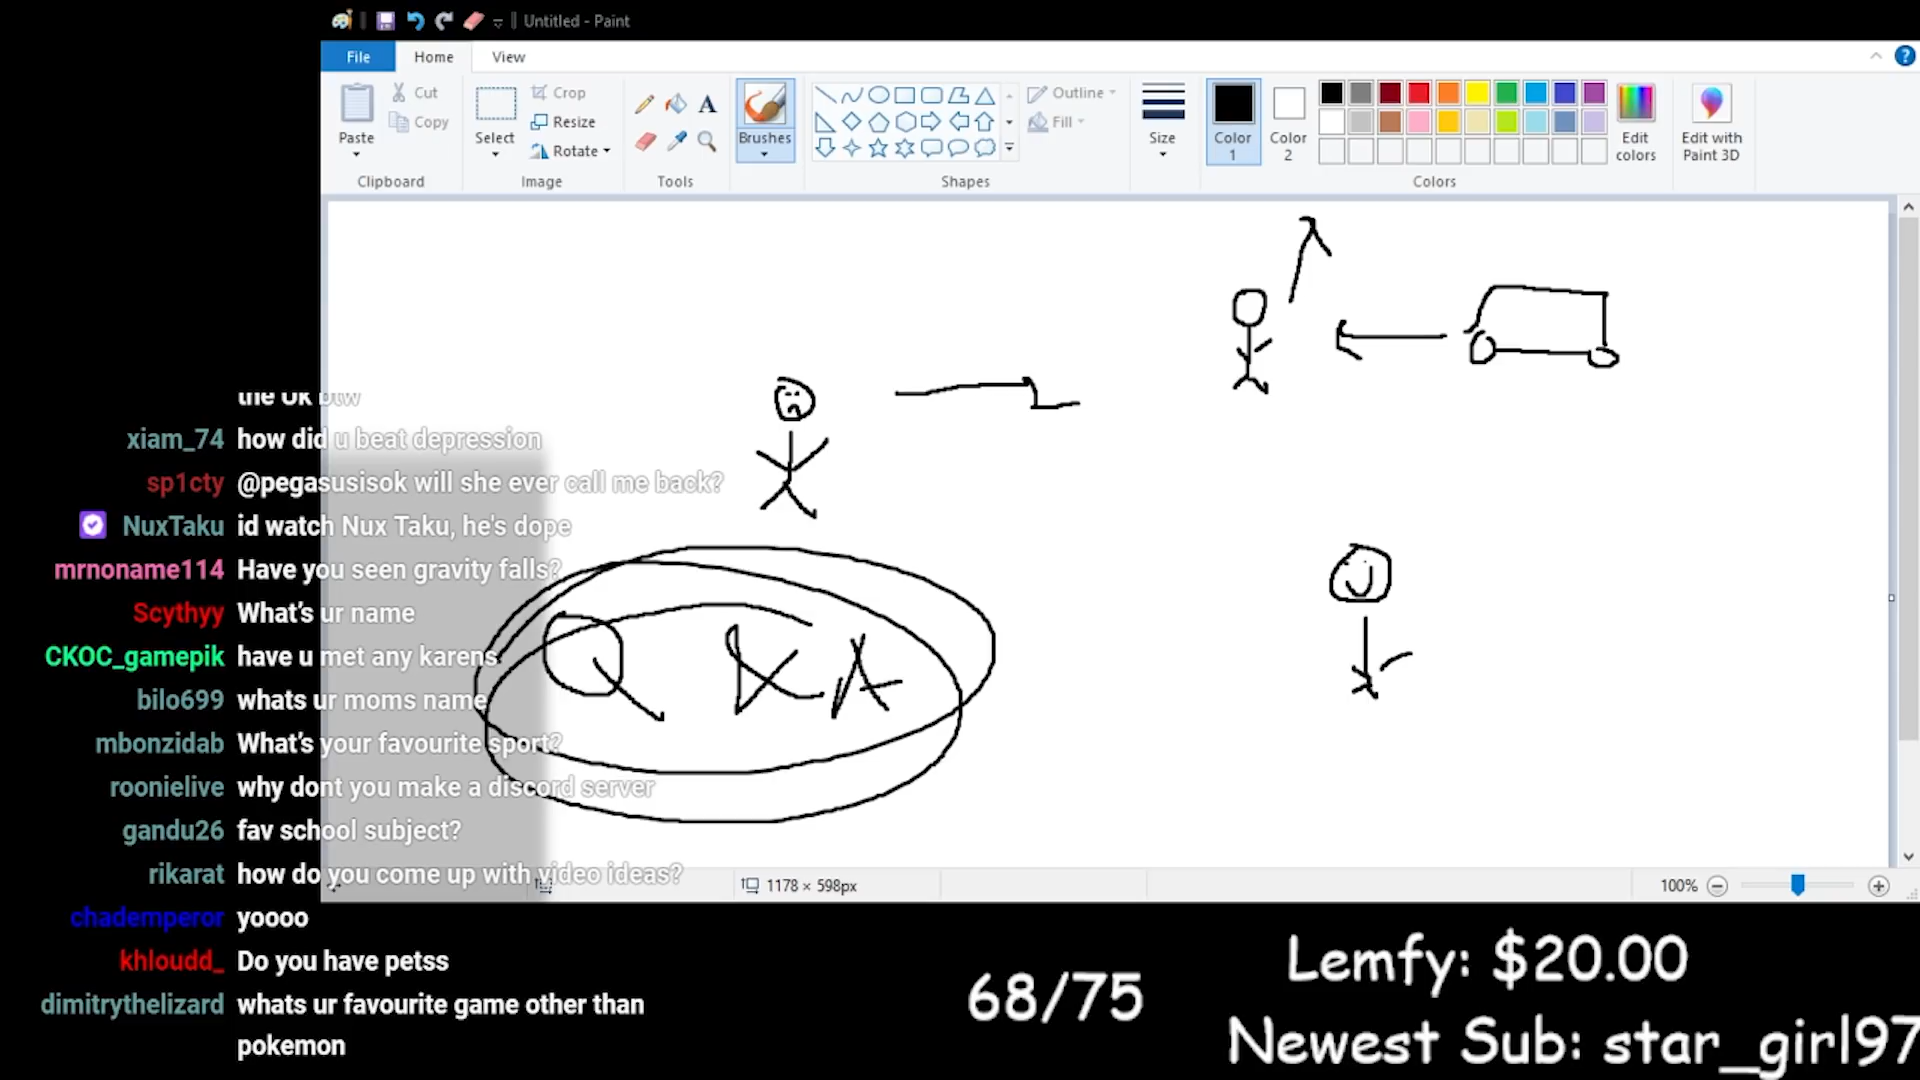 Untitled - Paint
File Home View
Paste
Cut
Copy
Clipboard
Select
Crop
Resize
Rotate
Image
A
Tools
Brushes
Shapes
Outline
Fill
Size
Color 1
Color 2
Edit colors
Colors
Edit with Paint 3D
the UK btw
xiam_74 how did u beat depression
sp1cty @pegasusisok will she ever call me back?
NuxTaku id watch Nux Taku, he's dope
mrnoname114 Have you seen gravity falls?
Scythyy What's ur name
CKOC_gamepik have u met any karens
bilo699 whats ur moms name
mbonzidab What's your favourite sport?
roonielive why dont you make a discord server
gandu26 fav school subject?
rikarat how do you come up with video ideas?
chademperor yoooo
khloudd_ Do you have petss
dimitrythelizard whats ur favourite game other than
pokemon
Q & A
1178 × 598px
100%
68/75
Lemfy: $20.00
Newest Sub: star_girl97